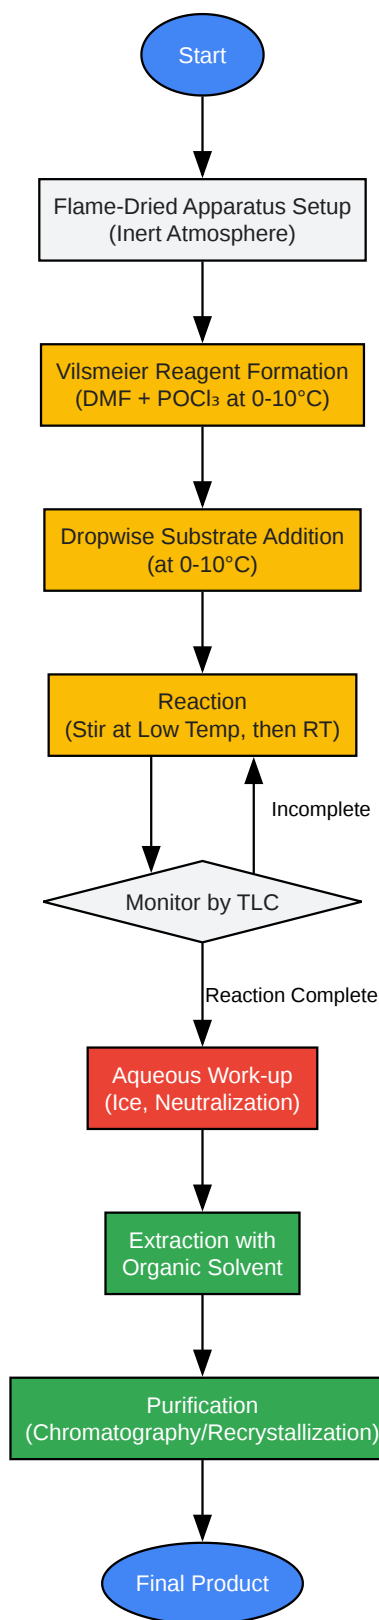 Start
Flame-Dried Apparatus Setup
(Inert Atmosphere)
Vilsmeier Reagent Formation
(DMF + POCl₃ at 0-10°C)
Dropwise Substrate Addition
(at 0-10°C)
Reaction
(Stir at Low Temp, then RT)
Incomplete
Monitor by TLC
Reaction Complete
Aqueous Work-up
(Ice, Neutralization)
Extraction with
Organic Solvent
Purification
(Chromatography/Recrystallization)
Final Product